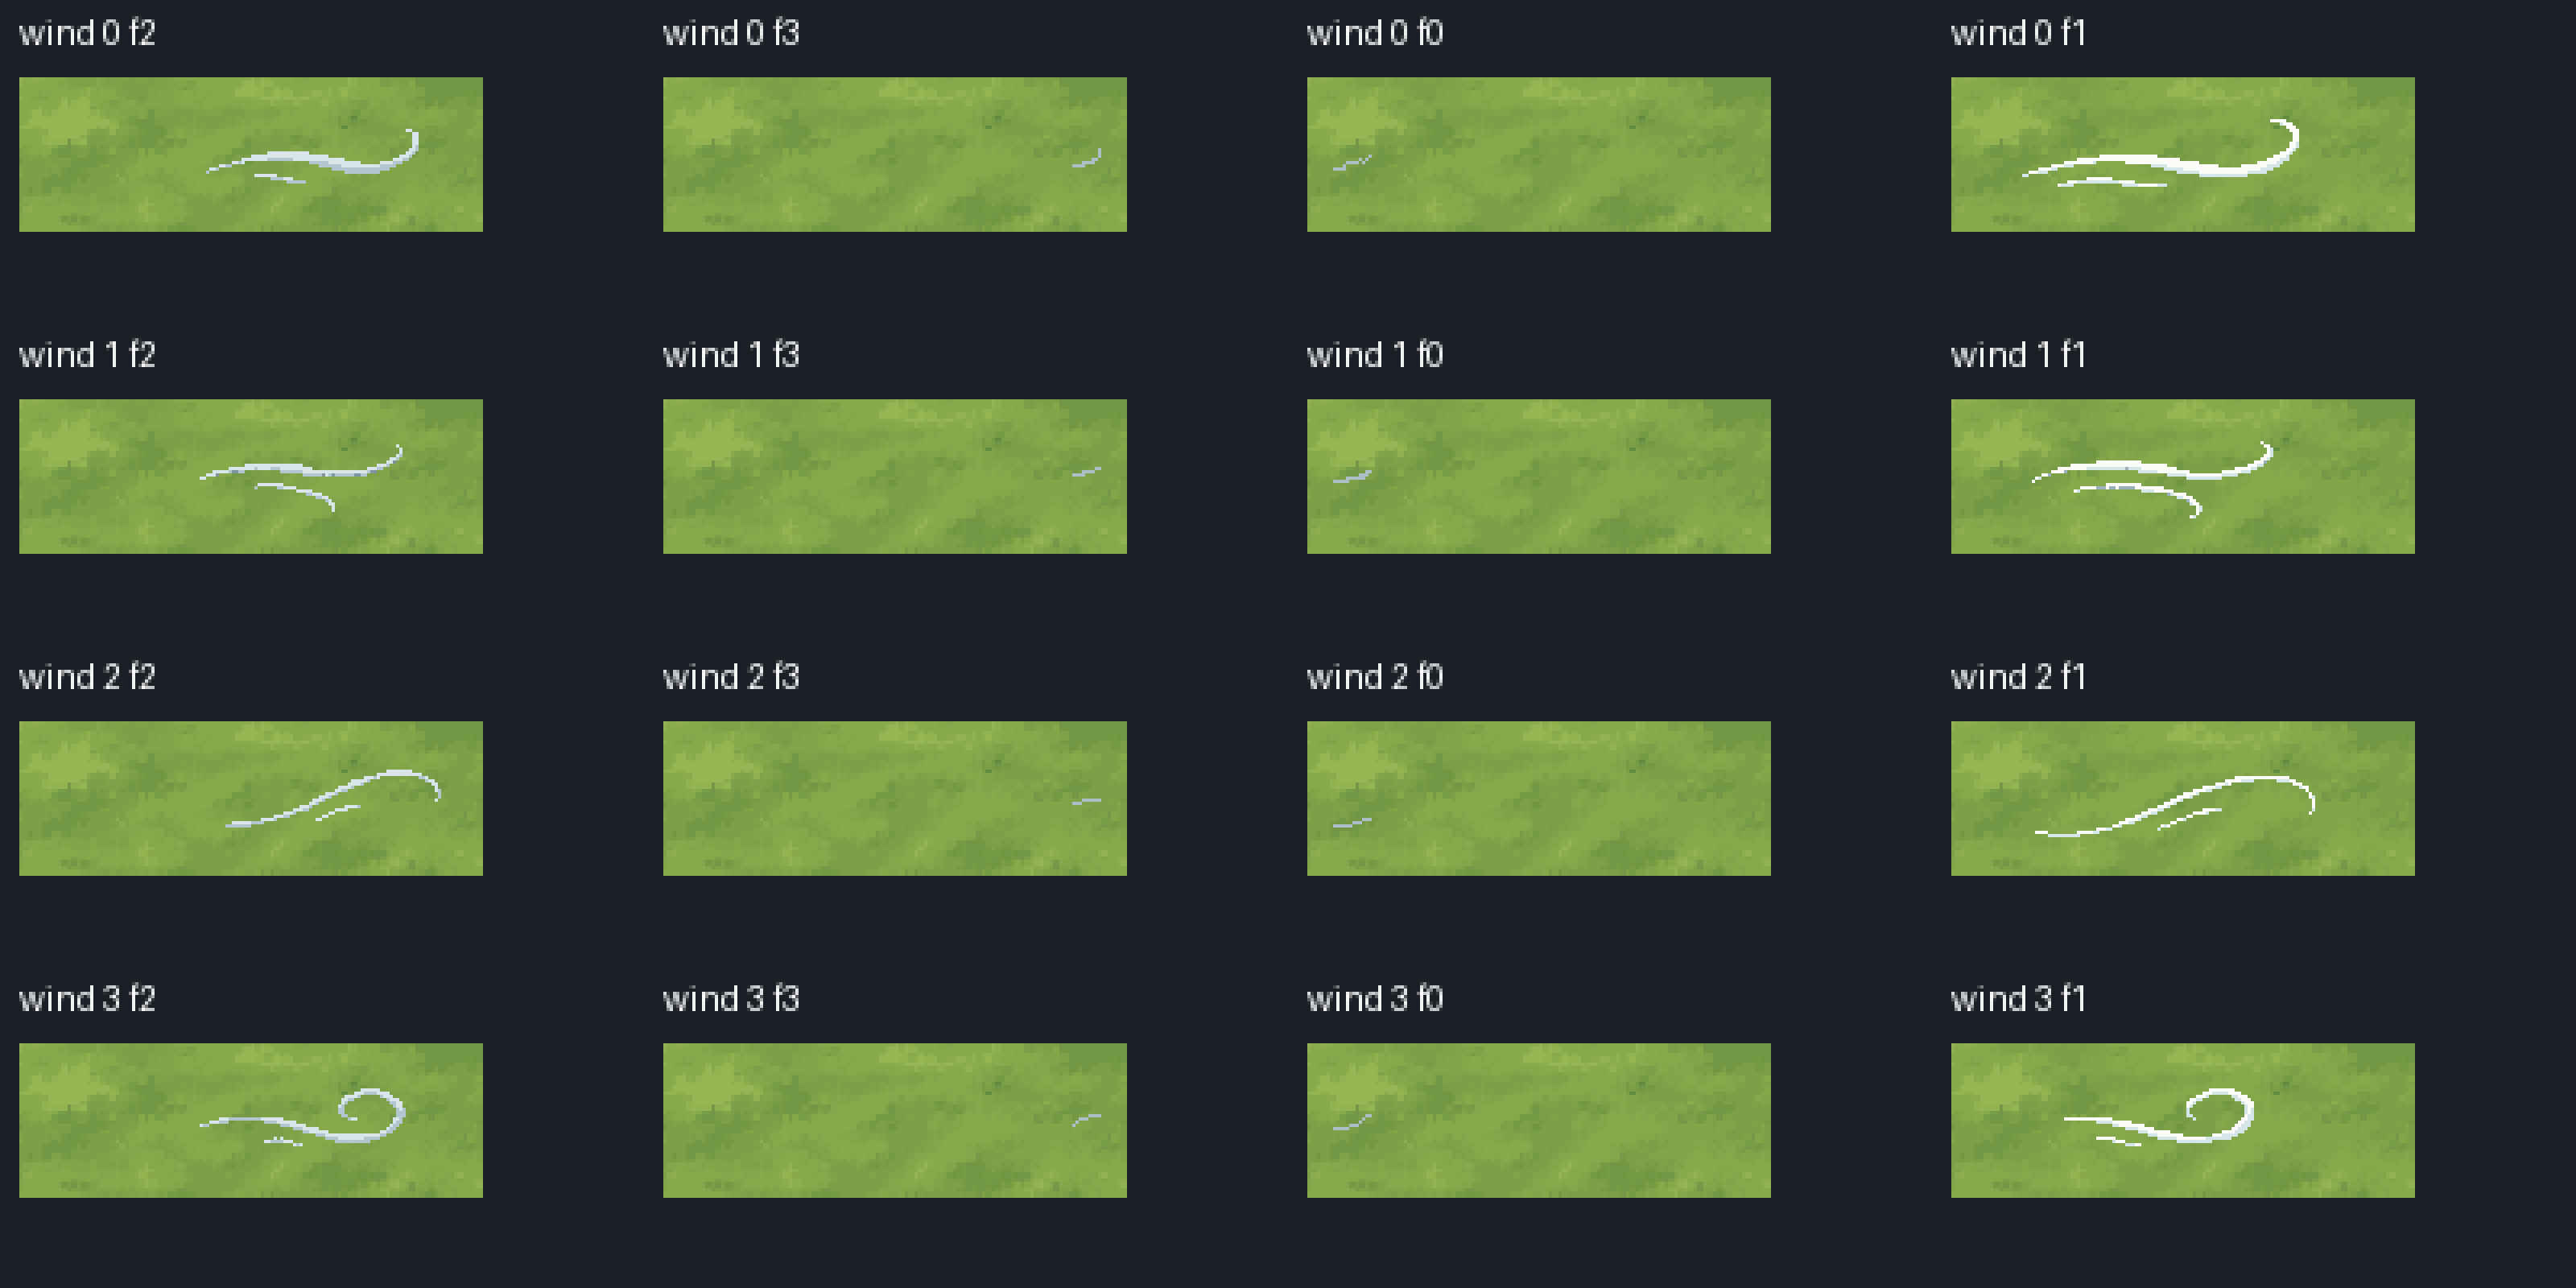 wind 0 f2
wind 0 f3
wind 0 f0
wind 0 f1
wind 1 f2
wind 1 f3
wind 1 f0
wind 1 f1
wind 2 f2
wind 2 f3
wind 2 f0
wind 2 f1
wind 3 f2
wind 3 f3
wind 3 f0
wind 3 f1